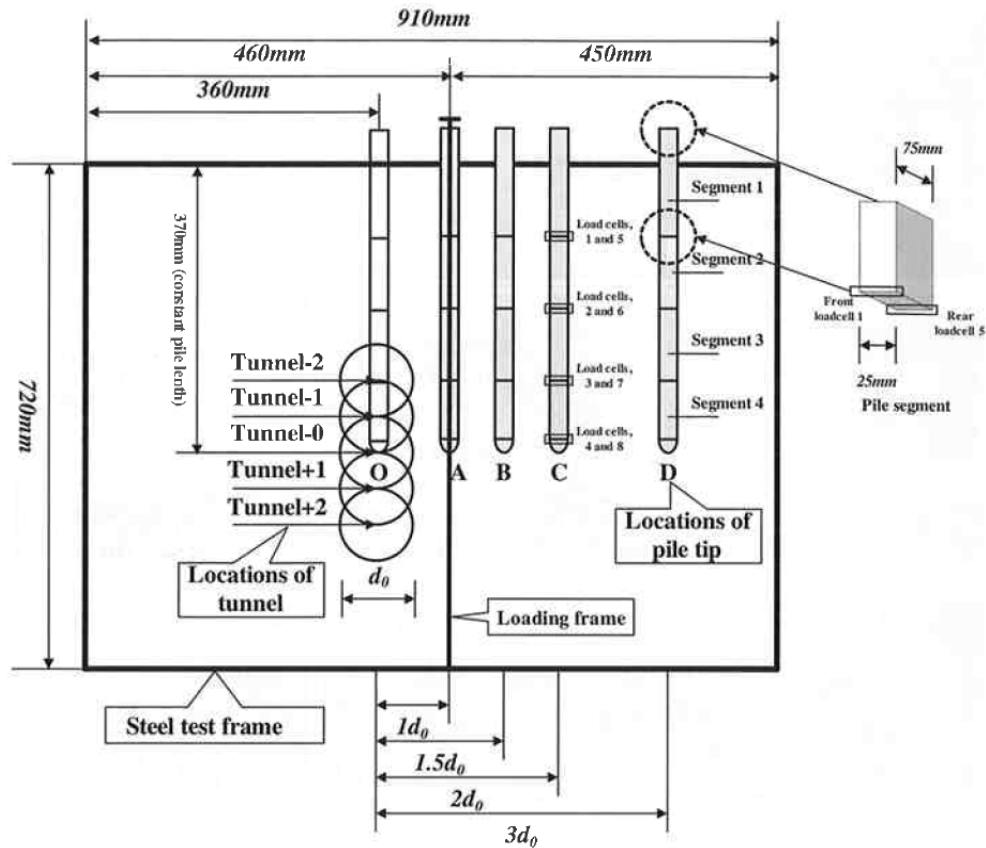 910mm
460mm
450mm
360mm
75mm
370mm (constant pile lenth)
720mm
Segment 1
Load cells,
1 and 5
Segment 2
Front
loadcell 1
Rear
loadcell 5
Load cells,
2 and 6
Segment 3
25mm
Pile segment
Tunnel-2
Load cells,
3 and 7
Tunnel-1
Segment 4
Tunnel-0
Load cells,
4 and 8
O
A
B
C
D
Tunnel+1
Tunnel+2
Locations of
pile tip
Locations of
tunnel
d₀
Loading frame
Steel test frame
1d₀
1.5d₀
2d₀
3d₀